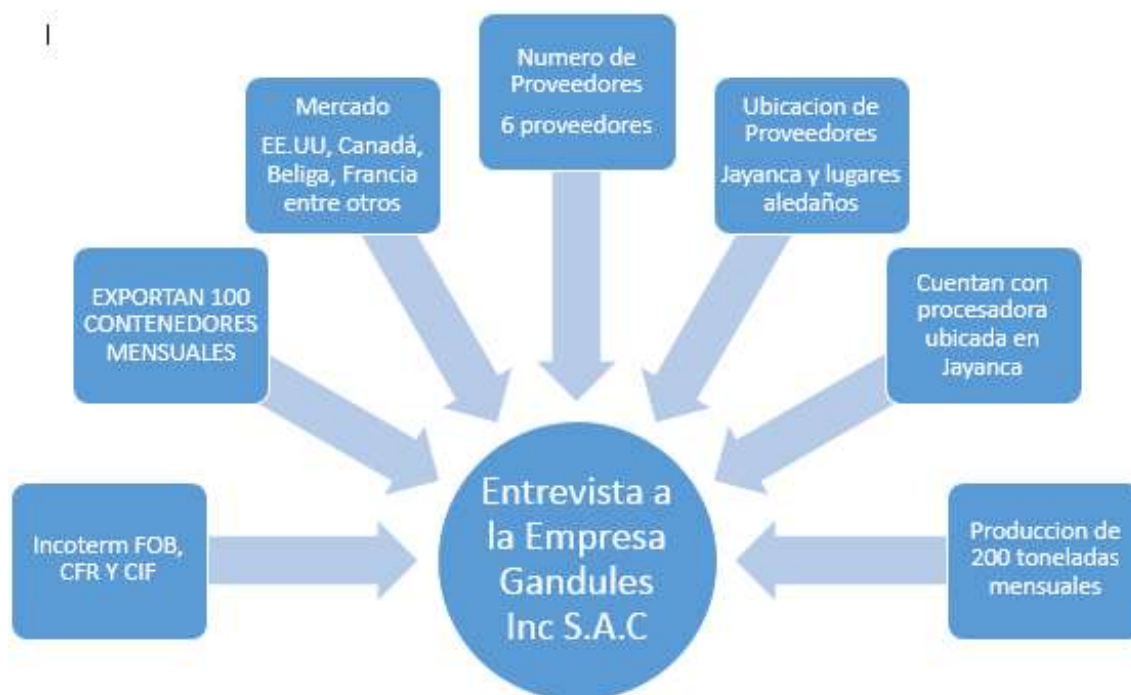 Numero de
Proveedores
6 proveedores
Mercado
EE.UU, Canadá,
Beliga, Francia
entre otros
Ubicacion de
Proveedores
Jayanca y lugares
aledaños
EXPORTAN 100
CONTENEDORES
MENSUALES
Cuentan con
procesadora
ubicada en
Jayanca
Incoterm FOB,
CFR Y CIF
Entrevista a
la Empresa
Gandules
Inc S.A.C
Produccion de
200 toneladas
mensuales